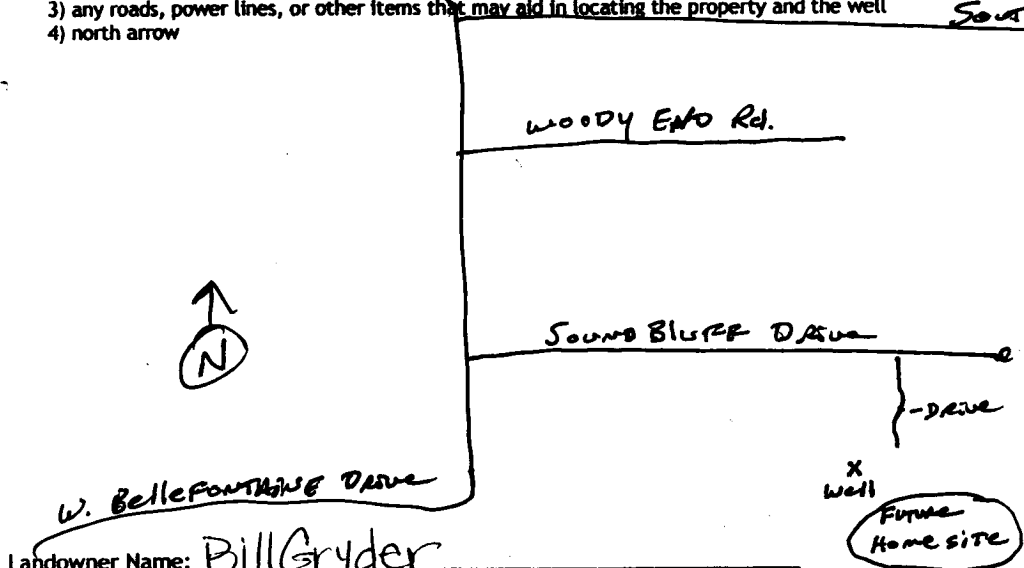 3) any roads, power lines, or other items that may aid in locating the property and the well
4) north arrow
WOODY END Rd.
N
SOUND BLUFF DRIVE
-DRIVE
W. BelleFONTAINE DRIVE
X
Well
FUTURE
Home SITE
Landowner Name: Bill Gryder